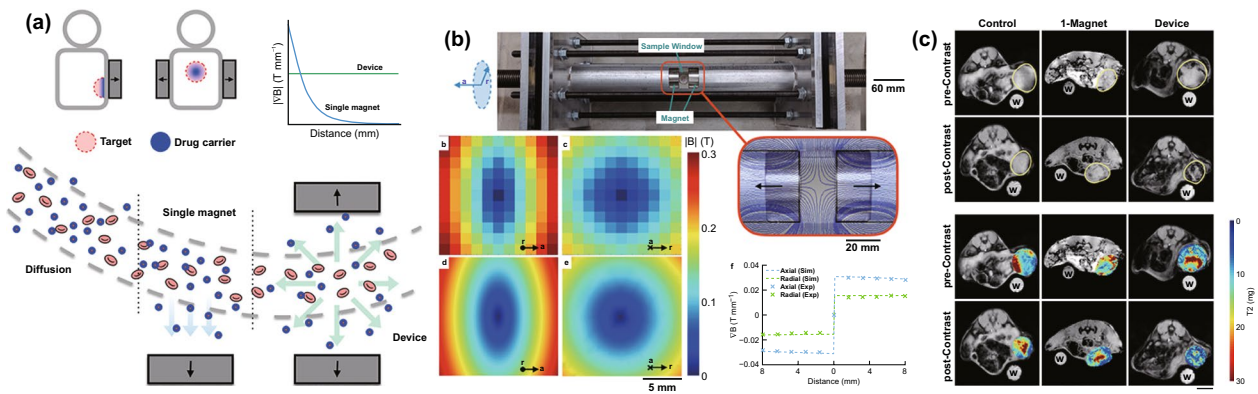 (a)
|∇B| (T mm⁻¹)
Device
Single magnet
Distance (mm)
Target
Drug carrier
Single magnet
Diffusion
Device
(b)
Sample Window
a
r
Magnet
60 mm
20 mm
b
c
|B| (T)
0.3
0.2
0.1
0
r
a
a
r
d
e
r
a
a
r
5 mm
f
Axial (Sim)
Radial (Sim)
Axial (Exp)
Radial (Exp)
∇B (T mm⁻¹)
0.04
0.02
0
−0.02
−0.04
8
4
0
4
8
Distance (mm)
(c)
Control
1-Magnet
Device
pre-Contrast
W
W
W
post-Contrast
W
W
W
pre-Contrast
W
W
W
post-Contrast
W
W
W
0
10
20
30
T2 (mg)